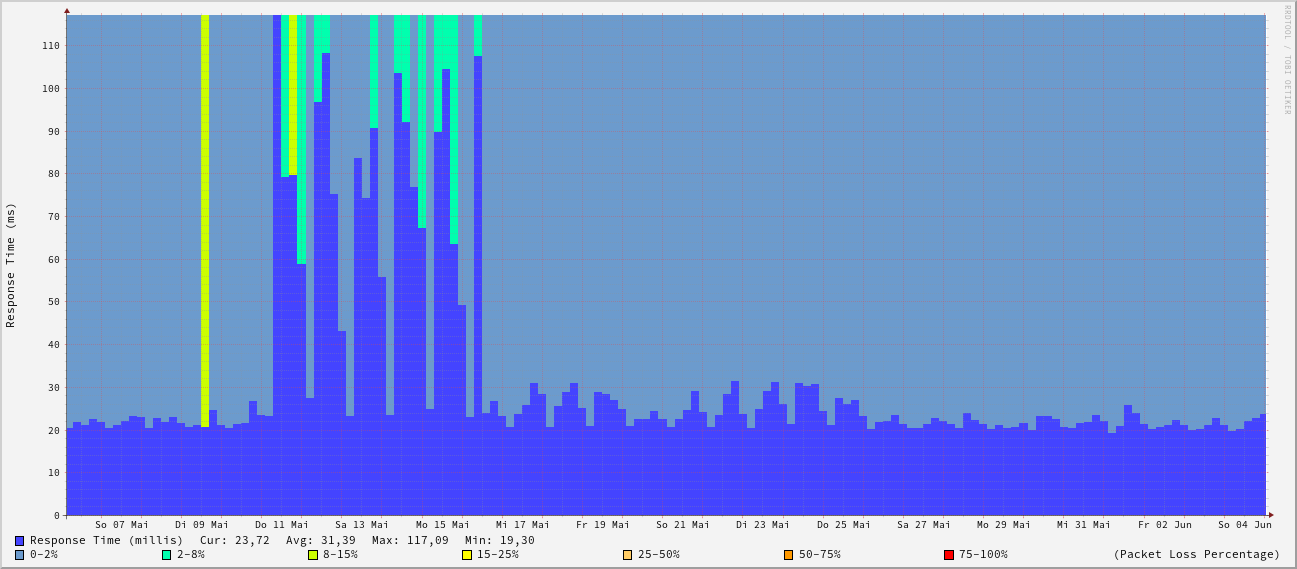 RRDTOOL / TOBI OETIKER
Response Time (ms)
110
100
90
80
70
60
50
40
30
20
10
0
So 07 Mai Di 09 Mai Do 11 Mai Sa 13 Mai Mo 15 Mai Mi 17 Mai Fr 19 Mai So 21 Mai Di 23 Mai Do 25 Mai Sa 27 Mai Mo 29 Mai Mi 31 Mai Fr 02 Jun So 04 Jun
Response Time (millis) Cur: 23,72 Avg: 31,39 Max: 117,09 Min: 19,30
0-2% 2-8% 8-15% 15-25% 25-50% 50-75% 75-100% (Packet Loss Percentage)